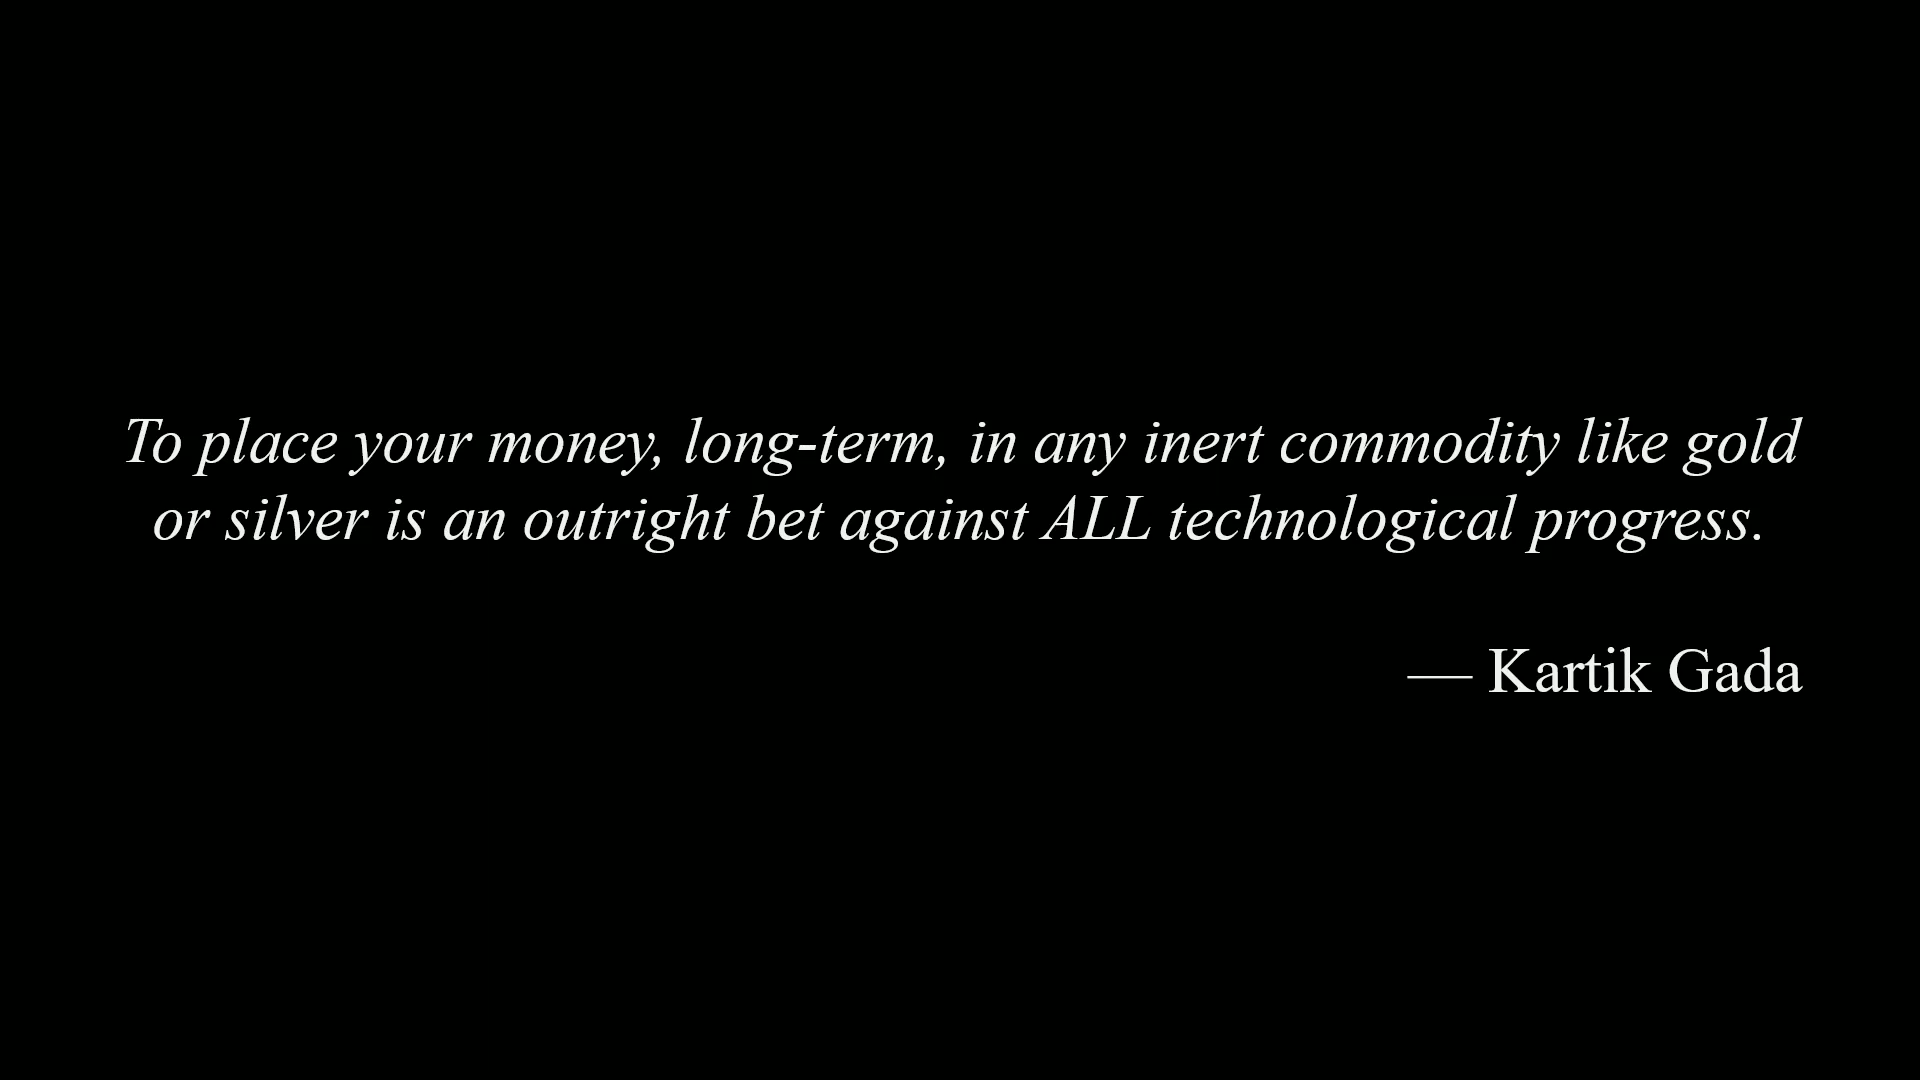 To place your money, long-term, in any inert commodity like gold
or silver is an outright bet against ALL technological progress.
— Kartik Gada